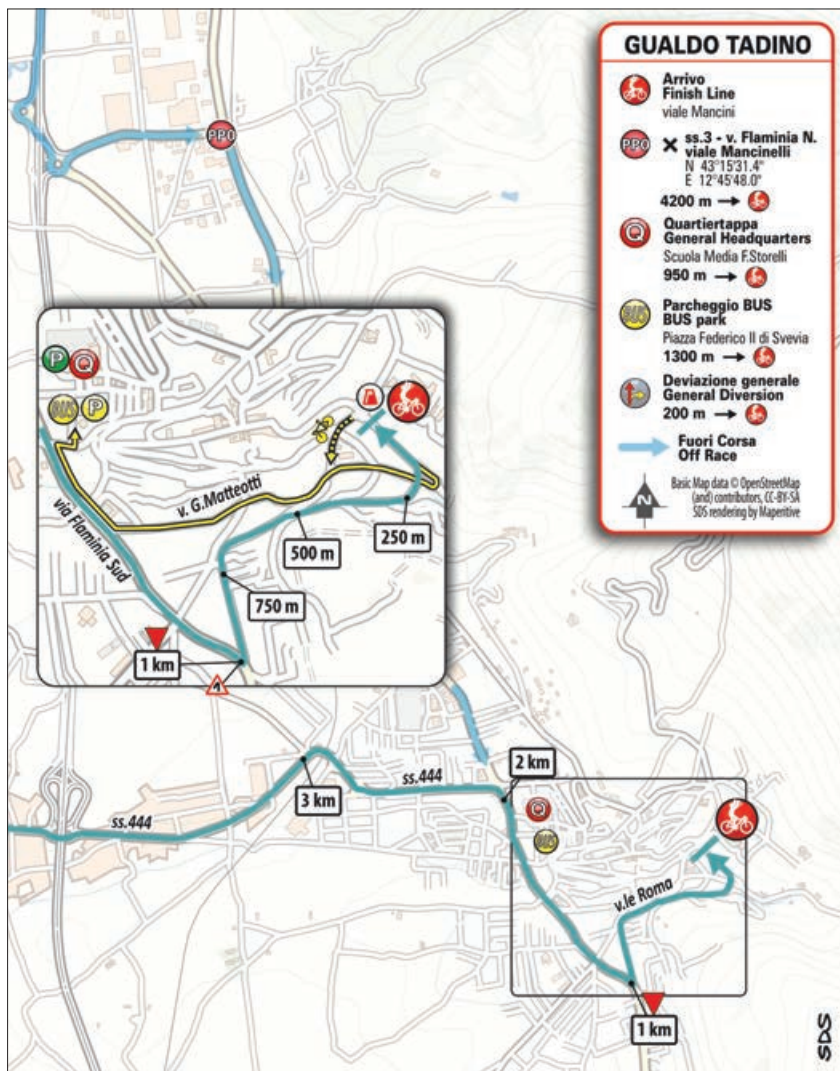 GUALDO TADINO
Arrivo
Finish Line
viale Mancini
PPO
✕ ss.3 - v. Flaminia N.
viale Mancinelli
N 43°15'31.4"
E 12°45'48.0"
4200 m →
Q
Quartiertappa
General Headquarters
Scuola Media F.Storelli
950 m →
BUS
Parcheggio BUS
BUS park
Piazza Federico II di Svevia
1300 m →
Deviazione generale
General Diversion
200 m →
Fuori Corsa
Off Race
N
Basic Map data © OpenStreetMap
(and) contributors, CC-BY-SA
SDS rendering by Maperitive
PPO
P Q
BUS P
v. G.Matteotti
via Flaminia Sud
250 m
500 m
750 m
1 km
ss.444
3 km
ss.444
2 km
Q
BUS
v.le Roma
1 km
SDS